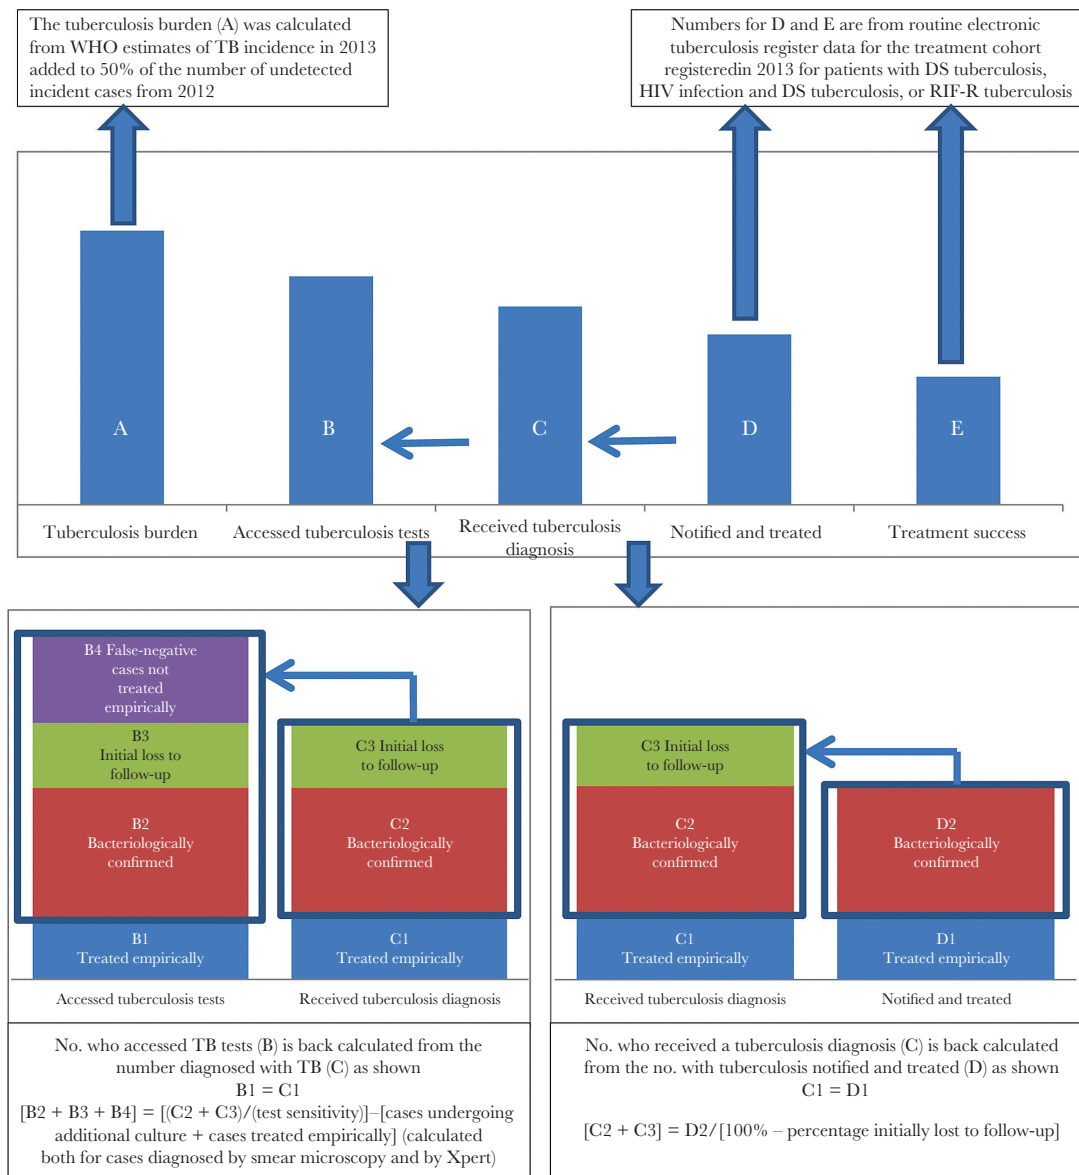 The tuberculosis burden (A) was calculated
from WHO estimates of TB incidence in 2013
added to 50% of the number of undetected
incident cases from 2012
Numbers for D and E are from routine electronic
tuberculosis register data for the treatment cohort
registeredin 2013 for patients with DS tuberculosis,
HIV infection and DS tuberculosis, or RIF-R tuberculosis
A
B
C
D
E
Tuberculosis burden
Accessed tuberculosis tests
Received tuberculosis
diagnosis
Notified and treated
Treatment success
B4 False-negative
cases not
treated
empirically
B3
Initial loss to
follow-up
B2
Bacteriologically
confirmed
B1
Treated empirically
C3 Initial loss
to follow-up
C2
Bacteriologically
confirmed
C1
Treated empirically
Accessed tuberculosis tests
Received tuberculosis diagnosis
No. who accessed TB tests (B) is back calculated from the
number diagnosed with TB (C) as shown
B1 = C1
[B2 + B3 + B4] = [(C2 + C3)/(test sensitivity)]–[cases undergoing
additional culture + cases treated empirically] (calculated
both for cases diagnosed by smear microscopy and by Xpert)
C3 Initial loss
to follow-up
C2
Bacteriologically
confirmed
C1
Treated empirically
D2
Bacteriologically
confirmed
D1
Treated empirically
Received tuberculosis diagnosis
Notified and treated
No. who received a tuberculosis diagnosis (C) is back calculated
from the no. with tuberculosis notified and treated (D) as shown
C1 = D1
[C2 + C3] = D2/[100% – percentage initially lost to follow-up]